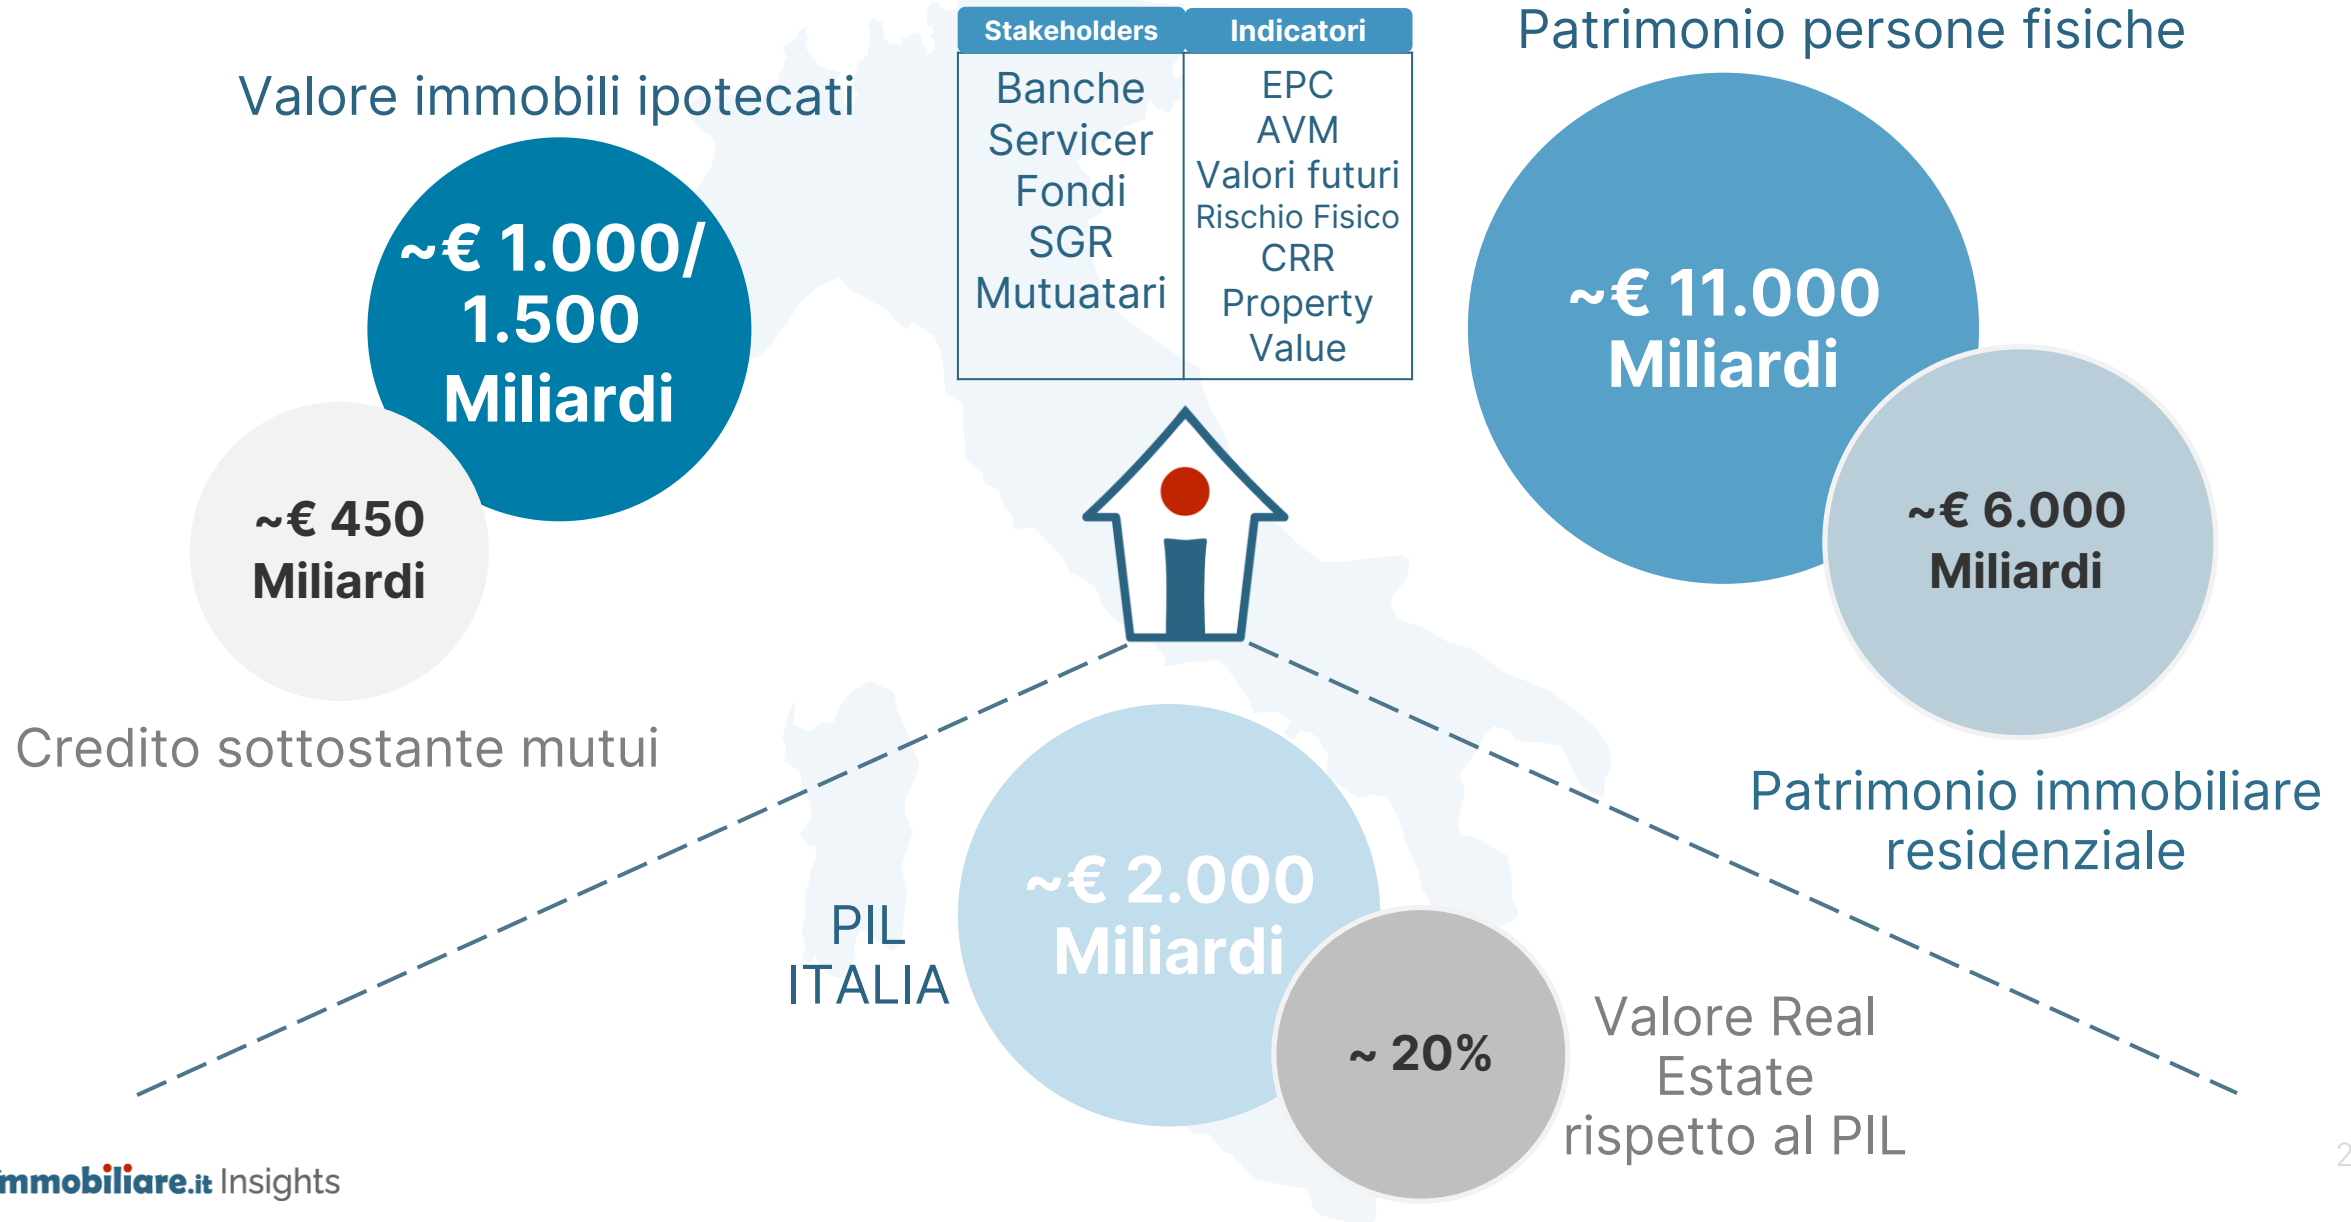 Stakeholders
Indicatori
Banche
Servicer
Fondi
SGR
Mutuatari
EPC
AVM
Valori futuri
Rischio Fisico
CRR
Property
Value
Valore immobili ipotecati
~€ 1.000/
1.500
Miliardi
~€ 450
Miliardi
Credito sottostante mutui
Patrimonio persone fisiche
~€ 11.000
Miliardi
~€ 6.000
Miliardi
Patrimonio immobiliare
residenziale
PIL
ITALIA
~€ 2.000
Miliardi
~ 20%
Valore Real
Estate
rispetto al PIL
immobiliare.it Insights
2